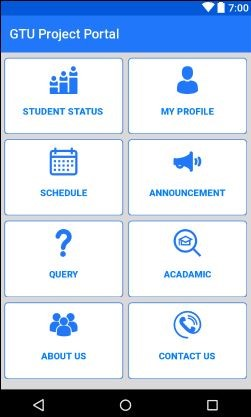 7:00
GTU Project Portal
STUDENT STATUS
MY PROFILE
SCHEDULE
ANNOUNCEMENT
QUERY
ACADAMIC
ABOUT US
CONTACT US